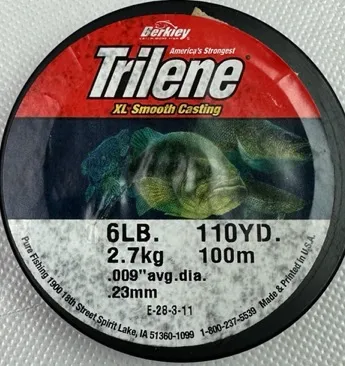 Berkley
America's Strongest
Trilene®
XL Smooth Casting
6LB. 110YD.
2.7kg 100m
.009"avg.dia.
.23mm
E-28-3-11
Pure Fishing 1900 18th Street Spirit Lake, IA 51360-1099 1-800-237-5539 Made & Printed in U.S.A.